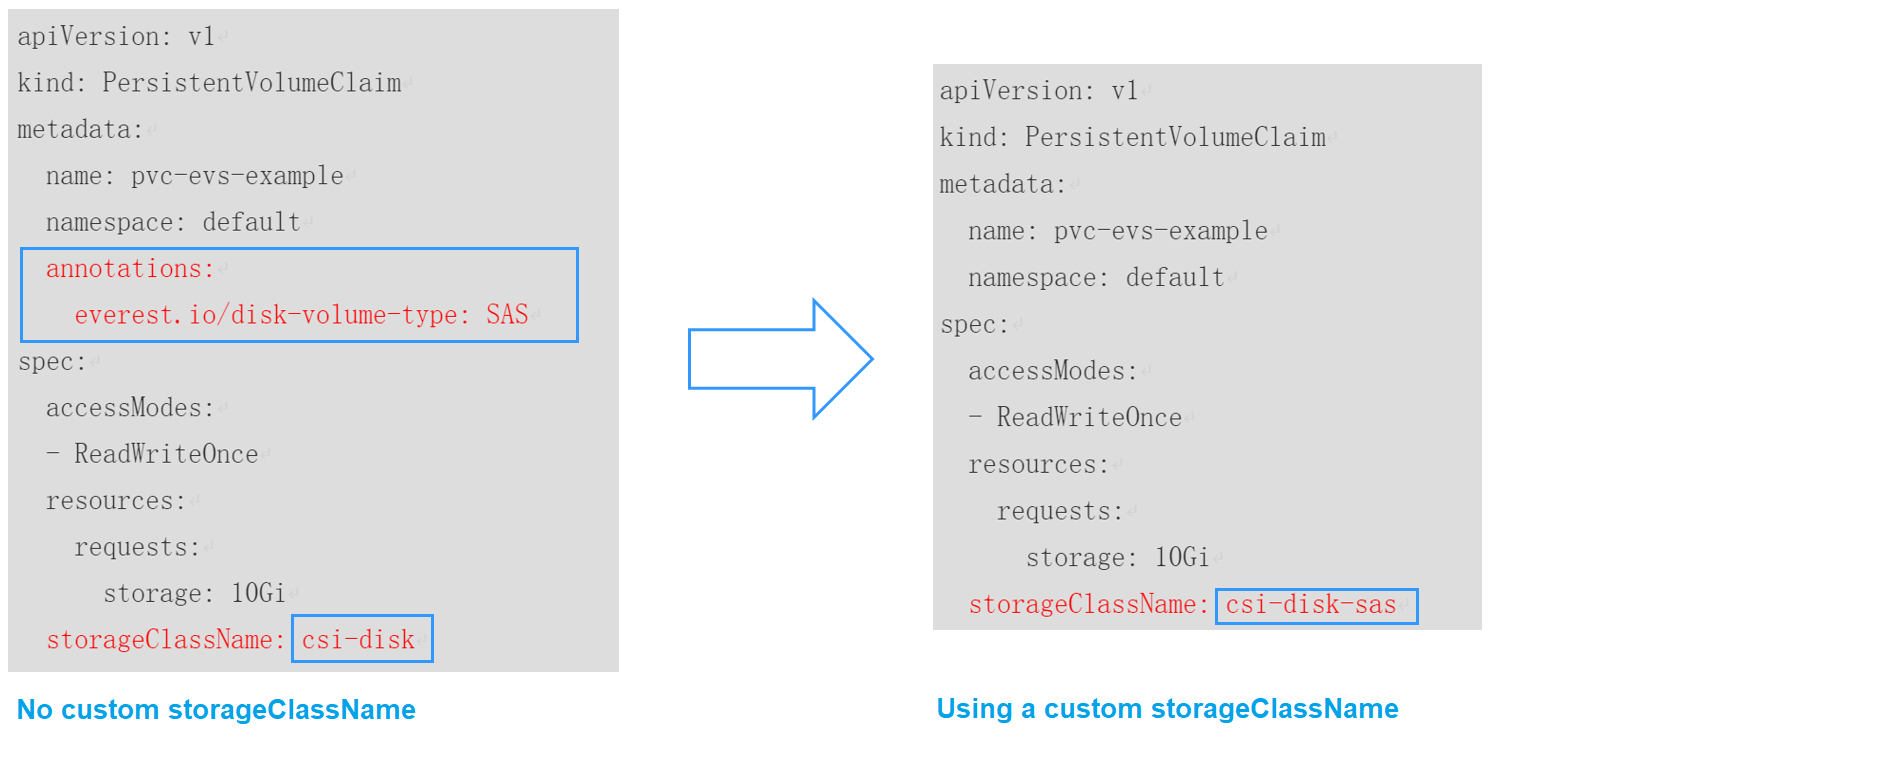 apiVersion: v1
kind: PersistentVolumeClaim
metadata:
  name: pvc-evs-example
  namespace: default
  annotations:
    everest.io/disk-volume-type: SAS
spec:
  accessModes:
  - ReadWriteOnce
  resources:
    requests:
      storage: 10Gi
  storageClassName: csi-disk
No custom storageClassName
apiVersion: v1
kind: PersistentVolumeClaim
metadata:
  name: pvc-evs-example
  namespace: default
spec:
  accessModes:
  - ReadWriteOnce
  resources:
    requests:
      storage: 10Gi
  storageClassName: csi-disk-sas
Using a custom storageClassName